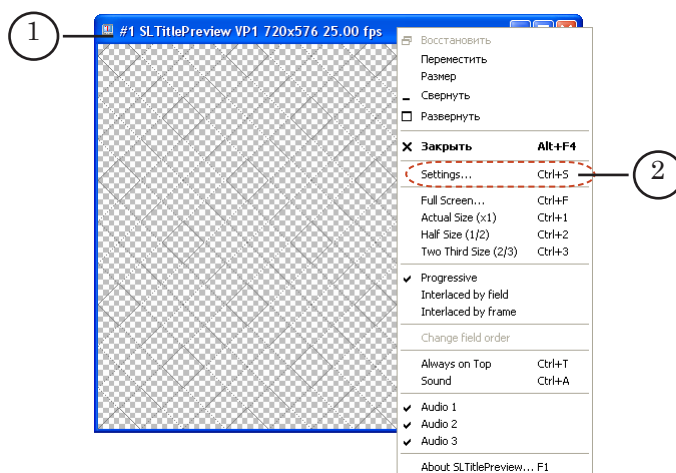 1
#1 SLTitlePreview VP1 720x576 25.00 fps
Восстановить
Переместить
Размер
Свернуть
Развернуть
Закрыть Alt+F4
Settings... Ctrl+S
2
Full Screen... Ctrl+F
Actual Size (x1) Ctrl+1
Half Size (1/2) Ctrl+2
Two Third Size (2/3) Ctrl+3
Progressive
Interlaced by field
Interlaced by frame
Change field order
Always on Top Ctrl+T
Sound Ctrl+A
Audio 1
Audio 2
Audio 3
About SLTitlePreview... F1